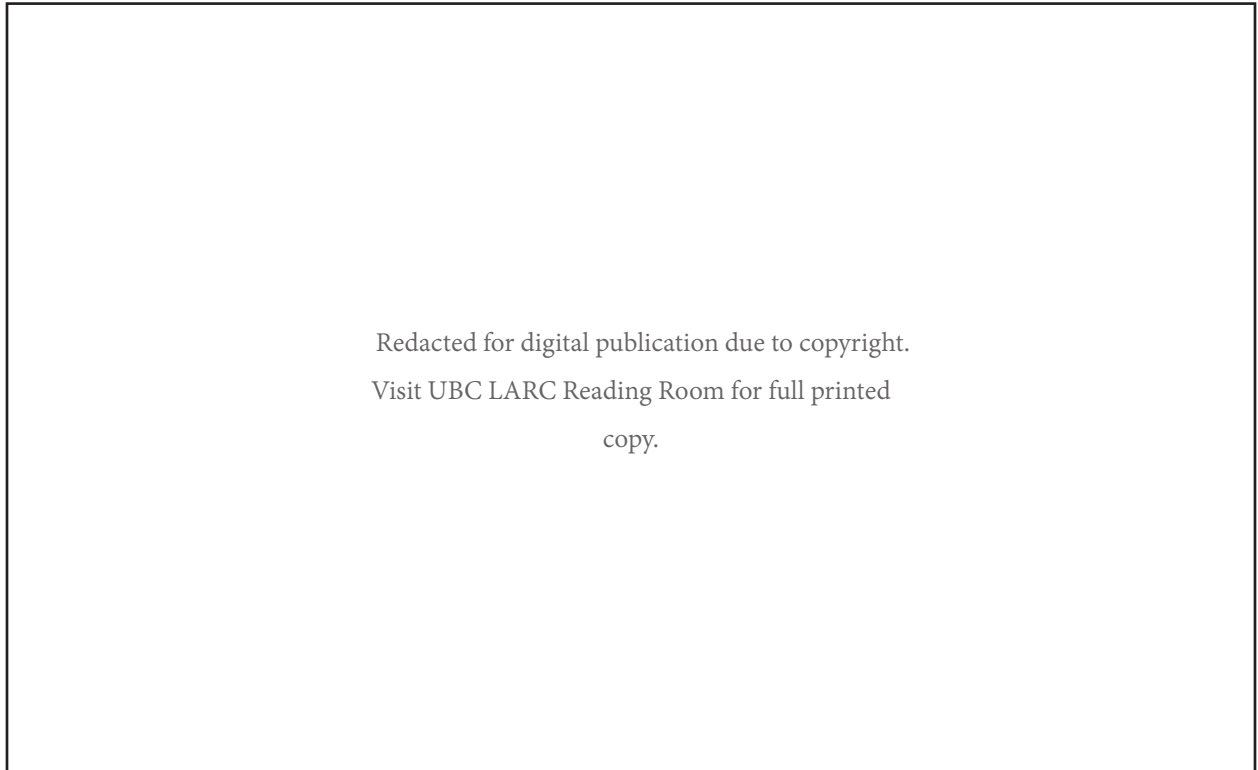 Redacted for digital publication due to copyright.
Visit UBC LARC Reading Room for full printed
copy.